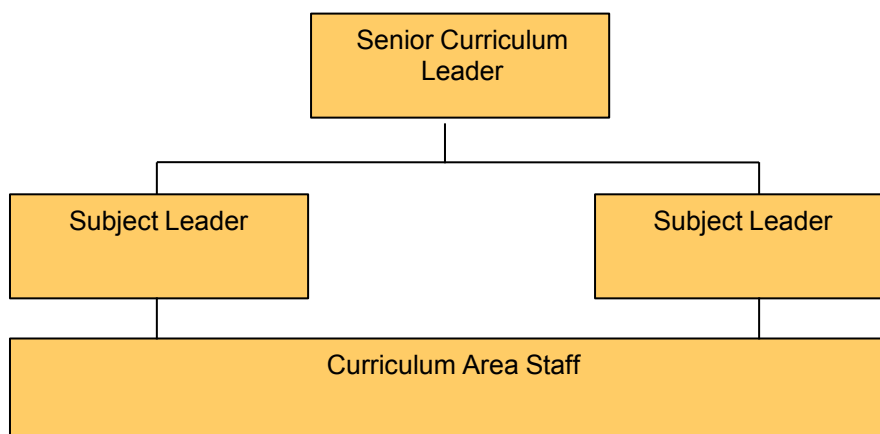 Senior Curriculum
Leader
Subject Leader
Subject Leader
Curriculum Area Staff